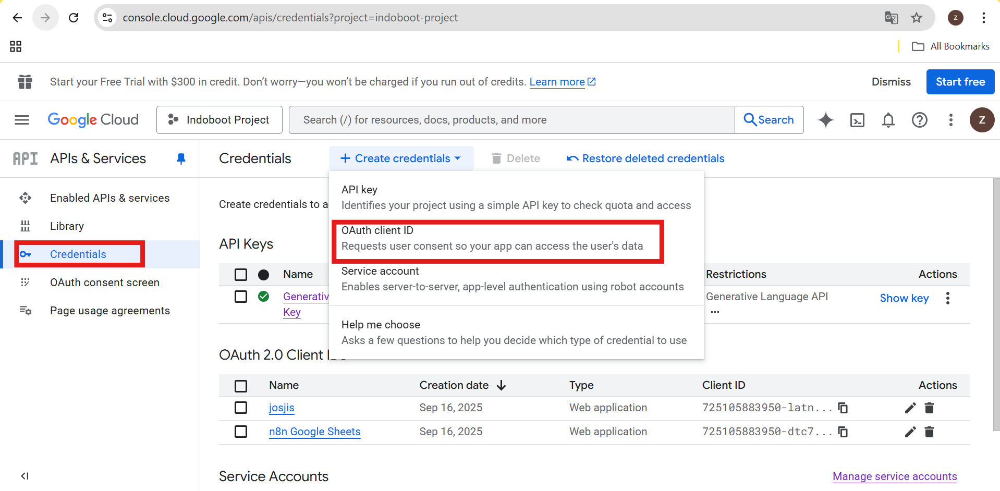 console.cloud.google.com/apis/credentials?project=indoboot-project
z
All Bookmarks
Start your Free Trial with $300 in credit. Don’t worry—you won’t be charged if you run out of credits. Learn more
Dismiss
Start free
Google Cloud
Indoboot Project
Search (/) for resources, docs, products, and more
Search
Z
API
APIs & Services
Credentials
Create credentials
Delete
Restore deleted credentials
Enabled APIs & services
Library
Credentials
OAuth consent screen
Page usage agreements
Create credentials to a
API key
Identifies your project using a simple API key to check quota and access
OAuth client ID
Requests user consent so your app can access the user's data
Service account
Enables server-to-server, app-level authentication using robot accounts
Help me choose
Asks a few questions to help you decide which type of credential to use
API Keys
Name
Restrictions
Actions
Generativ
Key
Generative Language API
...
Show key
OAuth 2.0 Client
Name
Creation date
Type
Client ID
Actions
josjis
Sep 16, 2025
Web application
725105883950-latn...
n8n Google Sheets
Sep 16, 2025
Web application
725105883950-dtc7...
Service Accounts
Manage service accounts